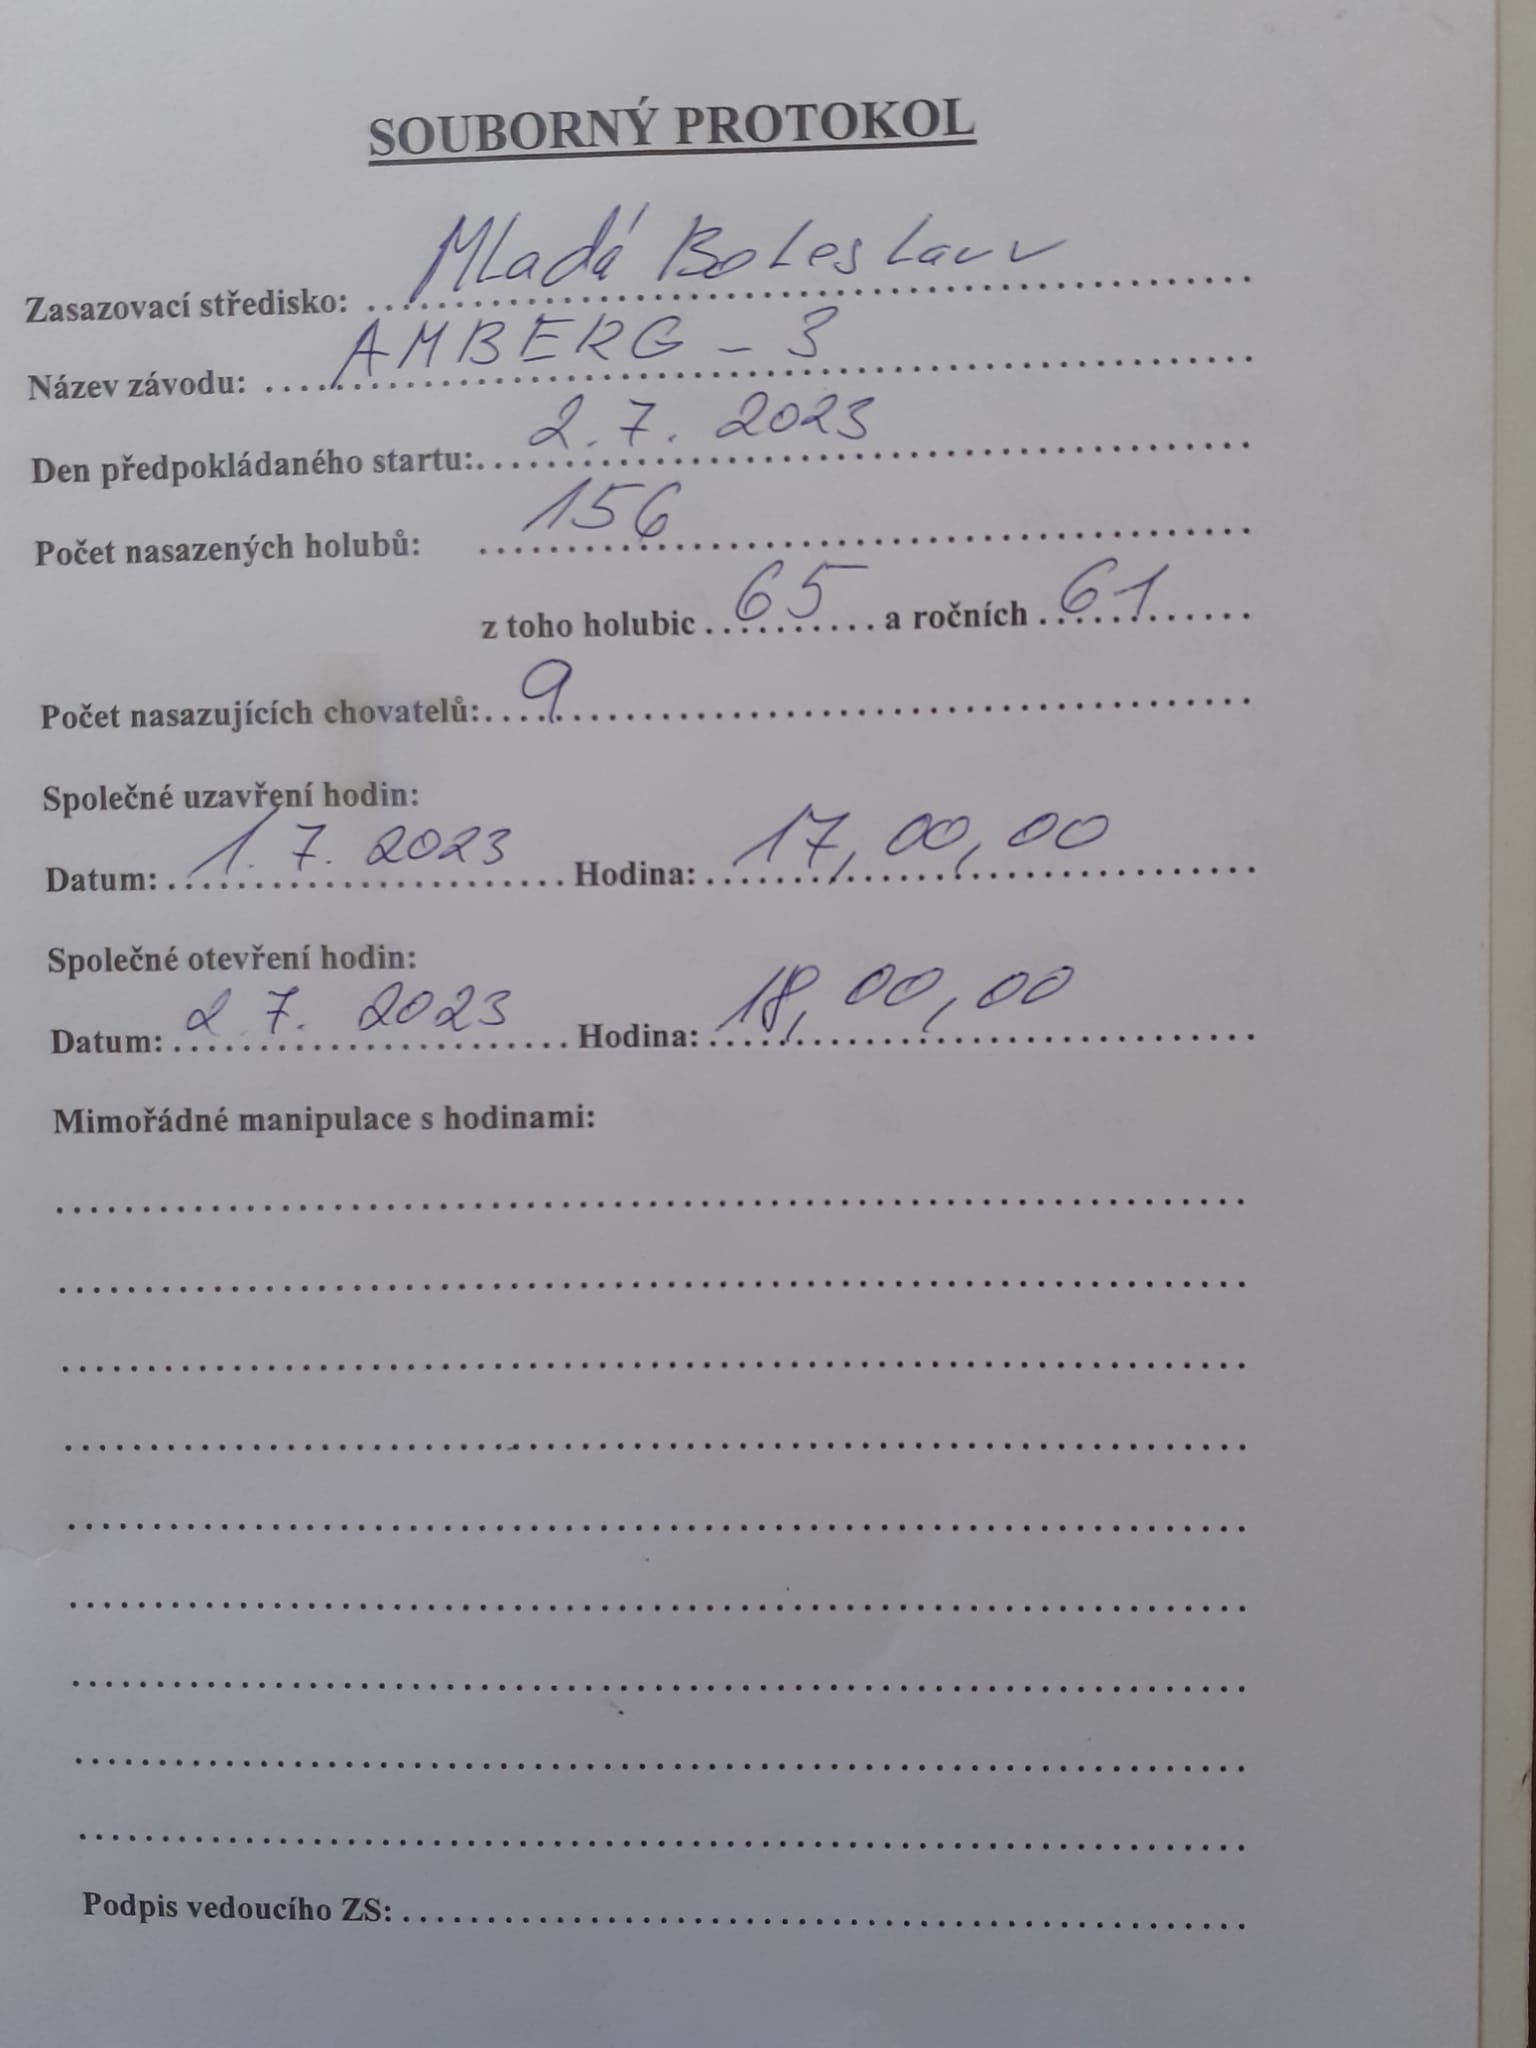 SOUBORNÝ PROTOKOL
Zasazovací středisko: Mladá Boleslav
Název závodu: AMBERG - 3
Den předpokládaného startu: 2. 7. 2023
Počet nasazených holubů: 156
z toho holubic 65 a ročních 61
Počet nasazujících chovatelů: 9
Společné uzavření hodin:
Datum: 1. 7. 2023 Hodina: 17,00,00
Společné otevření hodin:
Datum: 2 7. 2023 Hodina: 18,00,00
Mimořádné manipulace s hodinami:
Podpis vedoucího ZS: